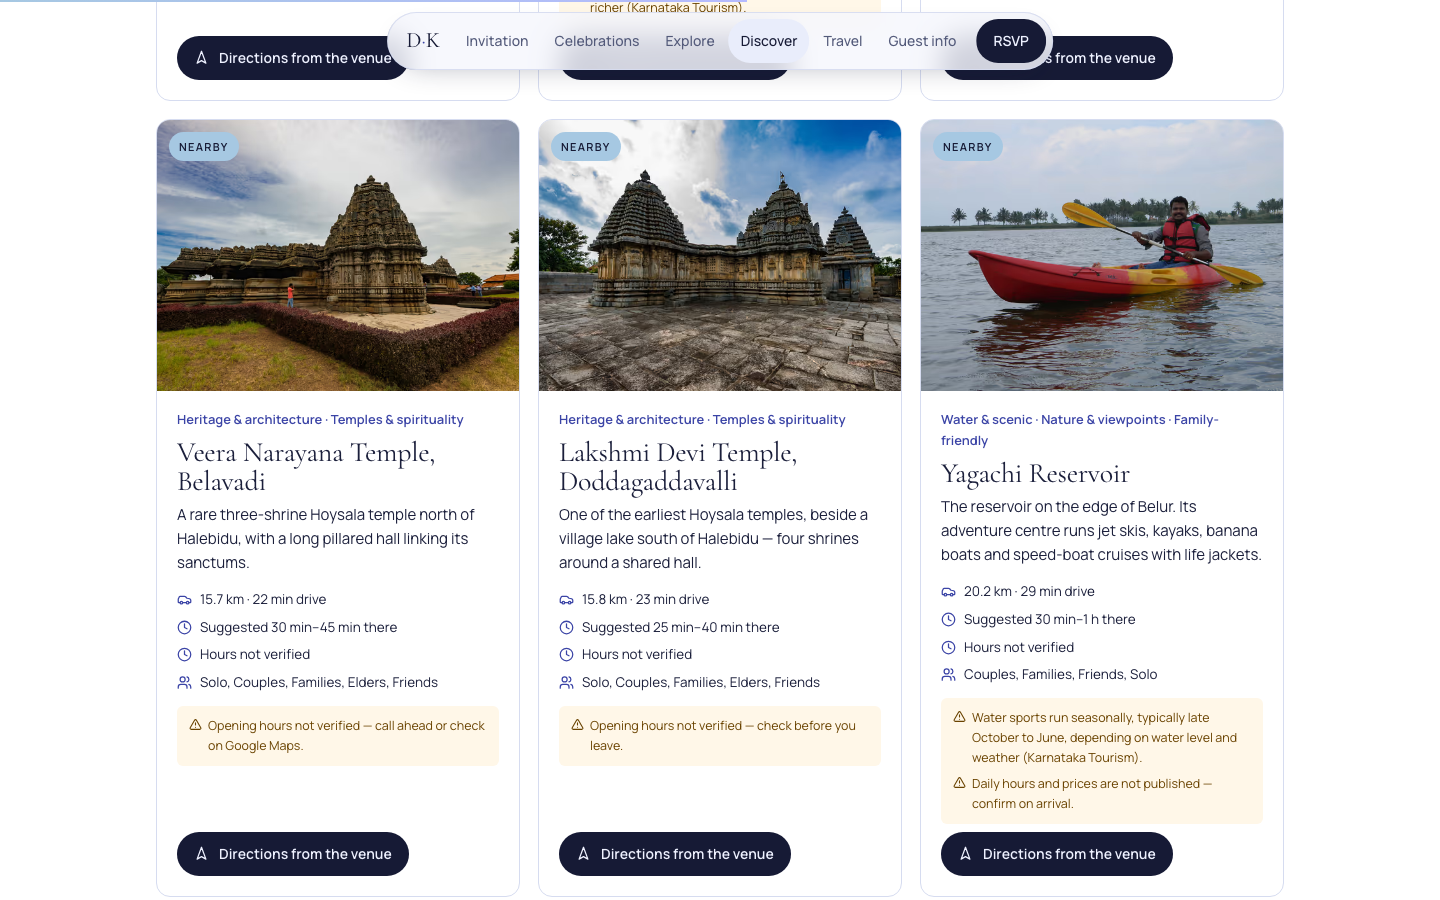 richer (Karnataka Tourism).
D·K
Invitation
Celebrations
Explore
Discover
Travel
Guest info
RSVP
Directions from the venue
s from the venue
NEARBY
Heritage & architecture · Temples & spirituality
Veera Narayana Temple,
Belavadi
A rare three-shrine Hoysala temple north of
Halebidu, with a long pillared hall linking its
sanctums.
15.7 km · 22 min drive
Suggested 30 min–45 min there
Hours not verified
Solo, Couples, Families, Elders, Friends
Opening hours not verified — call ahead or check
on Google Maps.
Directions from the venue
NEARBY
Heritage & architecture · Temples & spirituality
Lakshmi Devi Temple,
Doddagaddavalli
One of the earliest Hoysala temples, beside a
village lake south of Halebidu — four shrines
around a shared hall.
15.8 km · 23 min drive
Suggested 25 min–40 min there
Hours not verified
Solo, Couples, Families, Elders, Friends
Opening hours not verified — check before you
leave.
Directions from the venue
NEARBY
Water & scenic · Nature & viewpoints · Family-
friendly
Yagachi Reservoir
The reservoir on the edge of Belur. Its
adventure centre runs jet skis, kayaks, banana
boats and speed-boat cruises with life jackets.
20.2 km · 29 min drive
Suggested 30 min–1 h there
Hours not verified
Couples, Families, Friends, Solo
Water sports run seasonally, typically late
October to June, depending on water level and
weather (Karnataka Tourism).
Daily hours and prices are not published —
confirm on arrival.
Directions from the venue